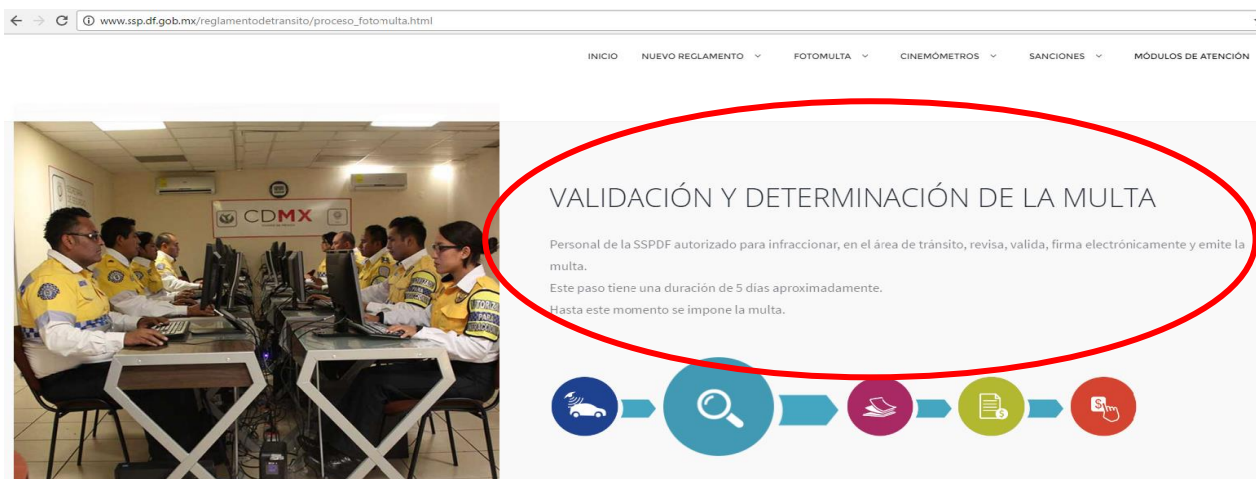 www.ssp.df.gob.mx/reglamentodetransito/proceso_fotomulta.html
INICIO NUEVO REGLAMENTO FOTOMULTA CINEMÓMETROS SANCIONES MÓDULOS DE ATENCIÓN
CDMX
VALIDACIÓN Y DETERMINACIÓN DE LA MULTA
Personal de la SSPDF autorizado para infraccionar, en el área de tránsito, revisa, valida, firma electrónicamente y emite la
multa.
Este paso tiene una duración de 5 días aproximadamente.
Hasta este momento se impone la multa.